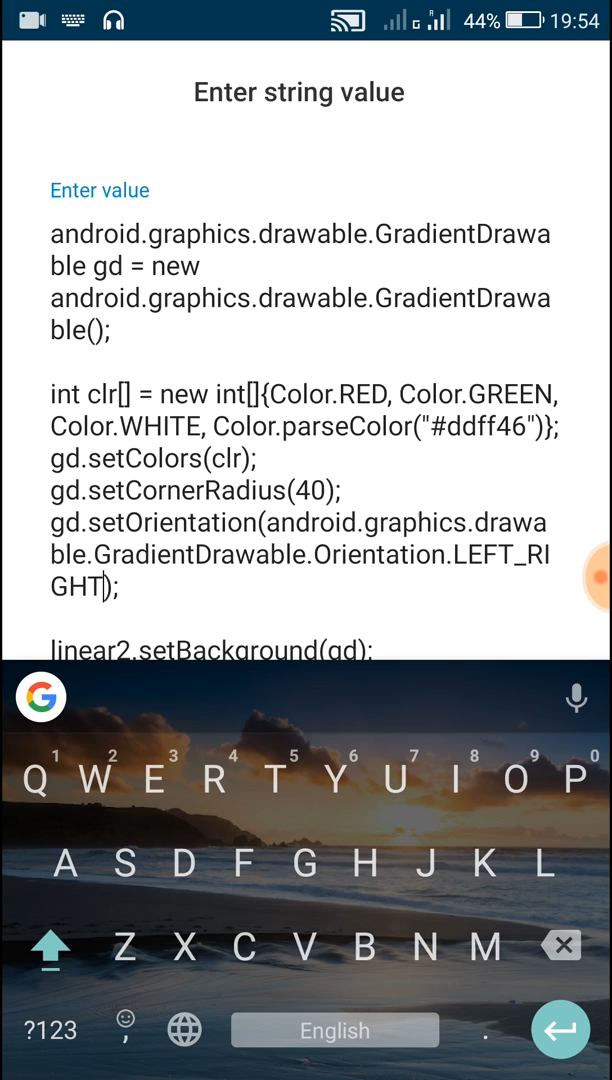 G R 44% 19:54
Enter string value
Enter value
android.graphics.drawable.GradientDrawa
ble gd = new
android.graphics.drawable.GradientDrawa
ble();
int clr[] = new int[]{Color.RED, Color.GREEN,
Color.WHITE, Color.parseColor("#ddff46")};
gd.setColors(clr);
gd.setCornerRadius(40);
gd.setOrientation(android.graphics.drawa
ble.GradientDrawable.Orientation.LEFT_RI
GHT);
linear2.setBackground(gd);
G
1 2 3 4 5 6 7 8 9 0
Q W E R T Y U I O P
A S D F G H J K L
Z X C V B N M
?123 , English .